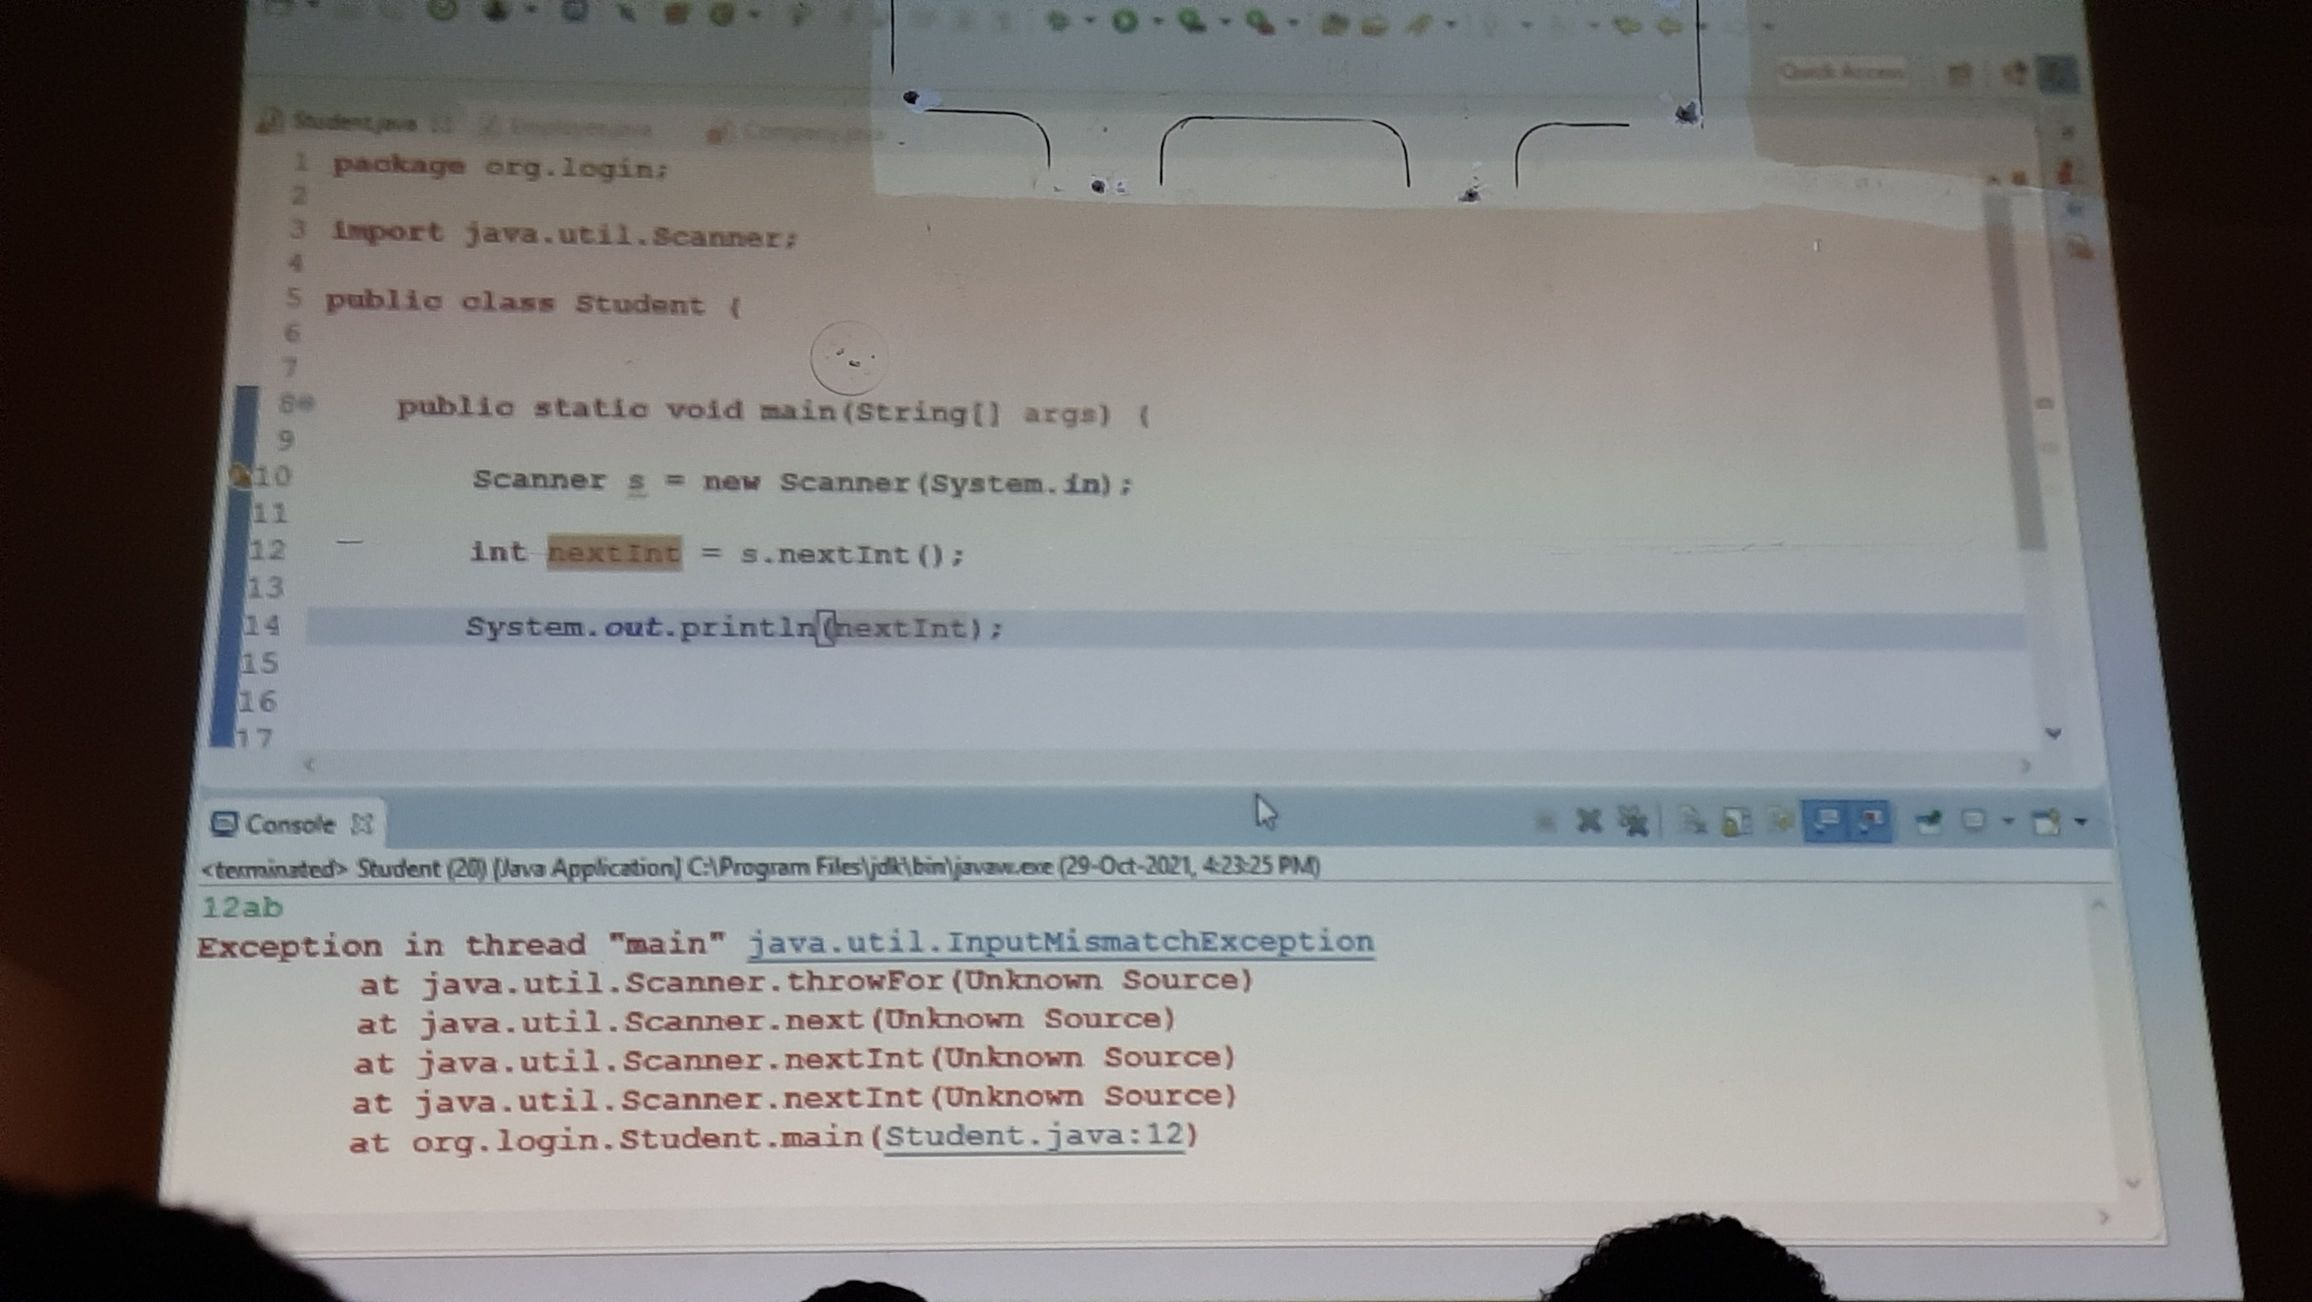 Quick Access
Student.java Employee.java Company.java
1 package org.login;
2
3 import java.util.Scanner;
4
5 public class Student {
6
7
8 public static void main(String[] args) {
9
10 Scanner s = new Scanner(System.in);
11
12 int nextInt = s.nextInt();
13
14 System.out.println(nextInt);
15
16
17
Console
<terminated> Student (20) [Java Application] C:\Program Files\jdk\bin\javaw.exe (29-Oct-2021, 4:23:25 PM)
12ab
Exception in thread "main" java.util.InputMismatchException
at java.util.Scanner.throwFor(Unknown Source)
at java.util.Scanner.next(Unknown Source)
at java.util.Scanner.nextInt(Unknown Source)
at java.util.Scanner.nextInt(Unknown Source)
at org.login.Student.main(Student.java:12)